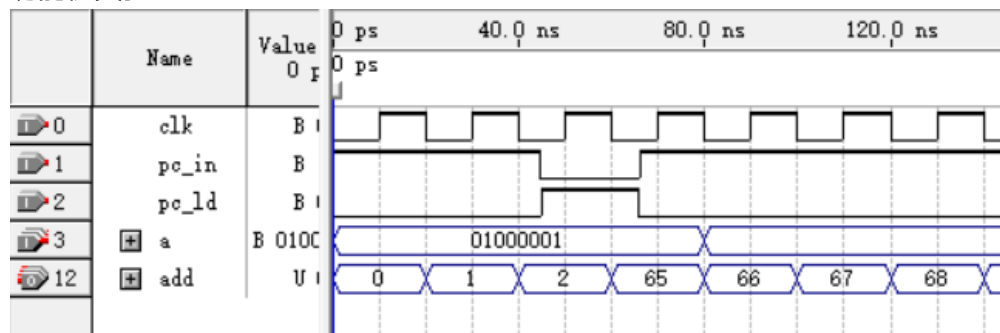 Name
Value
0 p
0 ps 40.0 ns 80.0 ns 120.0 ns
0 ps
0 clk B
1 pc_in B
2 pc_ld B
3 a B 0100 01000001
12 add U 0 1 2 65 66 67 68